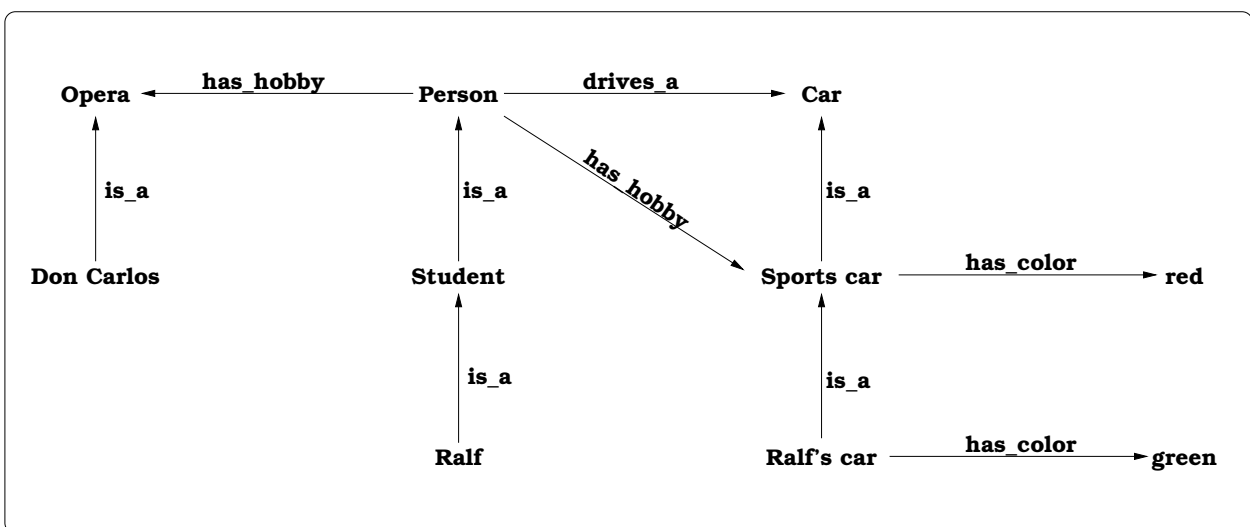 has_hobby
drives_a
Opera
Person
Car
has_hobby
is_a
is_a
is_a
Don Carlos
Student
Sports car
has_color
red
is_a
is_a
Ralf
Ralf's car
has_color
green